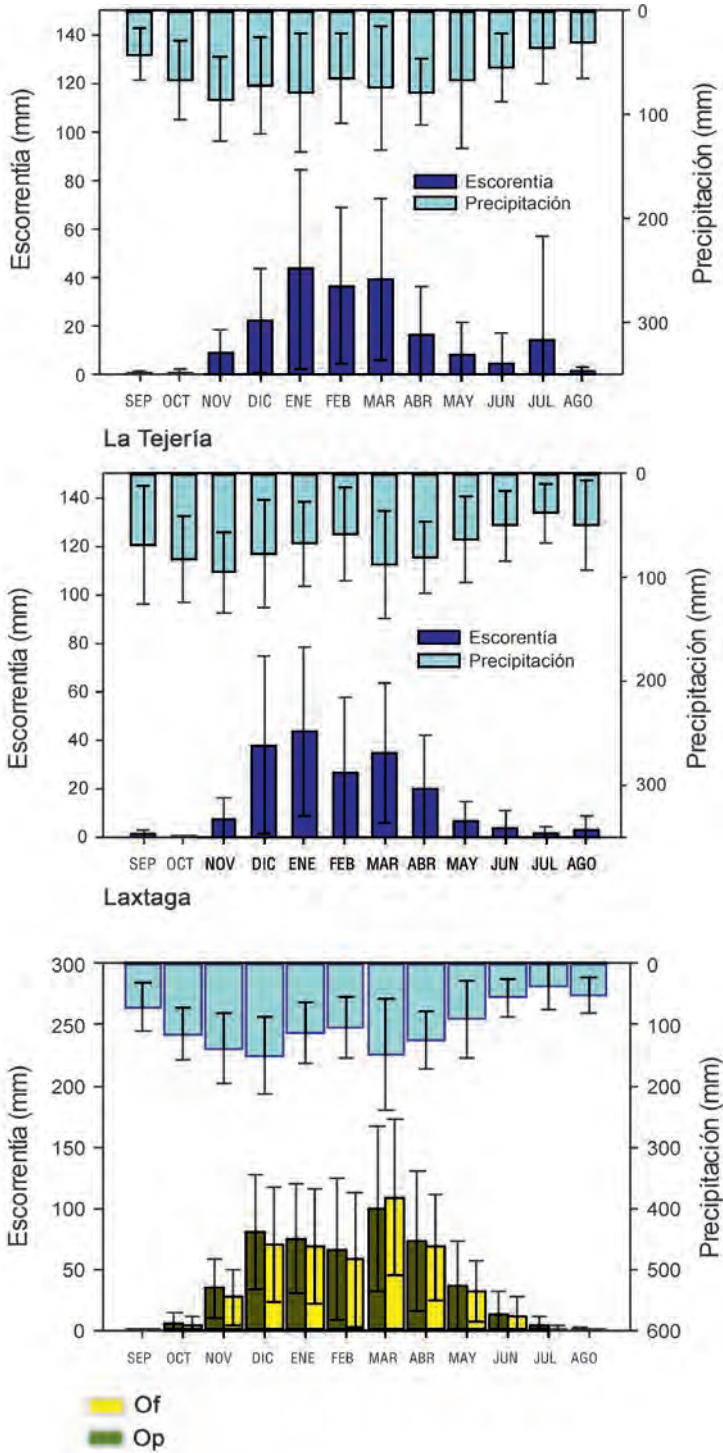 Escorrentía (mm)
140
120
100
80
60
40
20
0
Precipitación (mm)
0
100
200
300
Escorentía
Precipitación
SEP OCT NOV DIC ENE FEB MAR ABR MAY JUN JUL AGO
La Tejería
Escorrentía (mm)
140
120
100
80
60
40
20
0
Precipitación (mm)
0
100
200
300
Escorentía
Precipitación
SEP OCT NOV DIC ENE FEB MAR ABR MAY JUN JUL AGO
Laxtaga
Escorrentía (mm)
300
250
200
150
100
50
0
Precipitación (mm)
0
100
200
300
400
500
600
SEP OCT NOV DIC ENE FEB MAR ABR MAY JUN JUL AGO
Of
Op